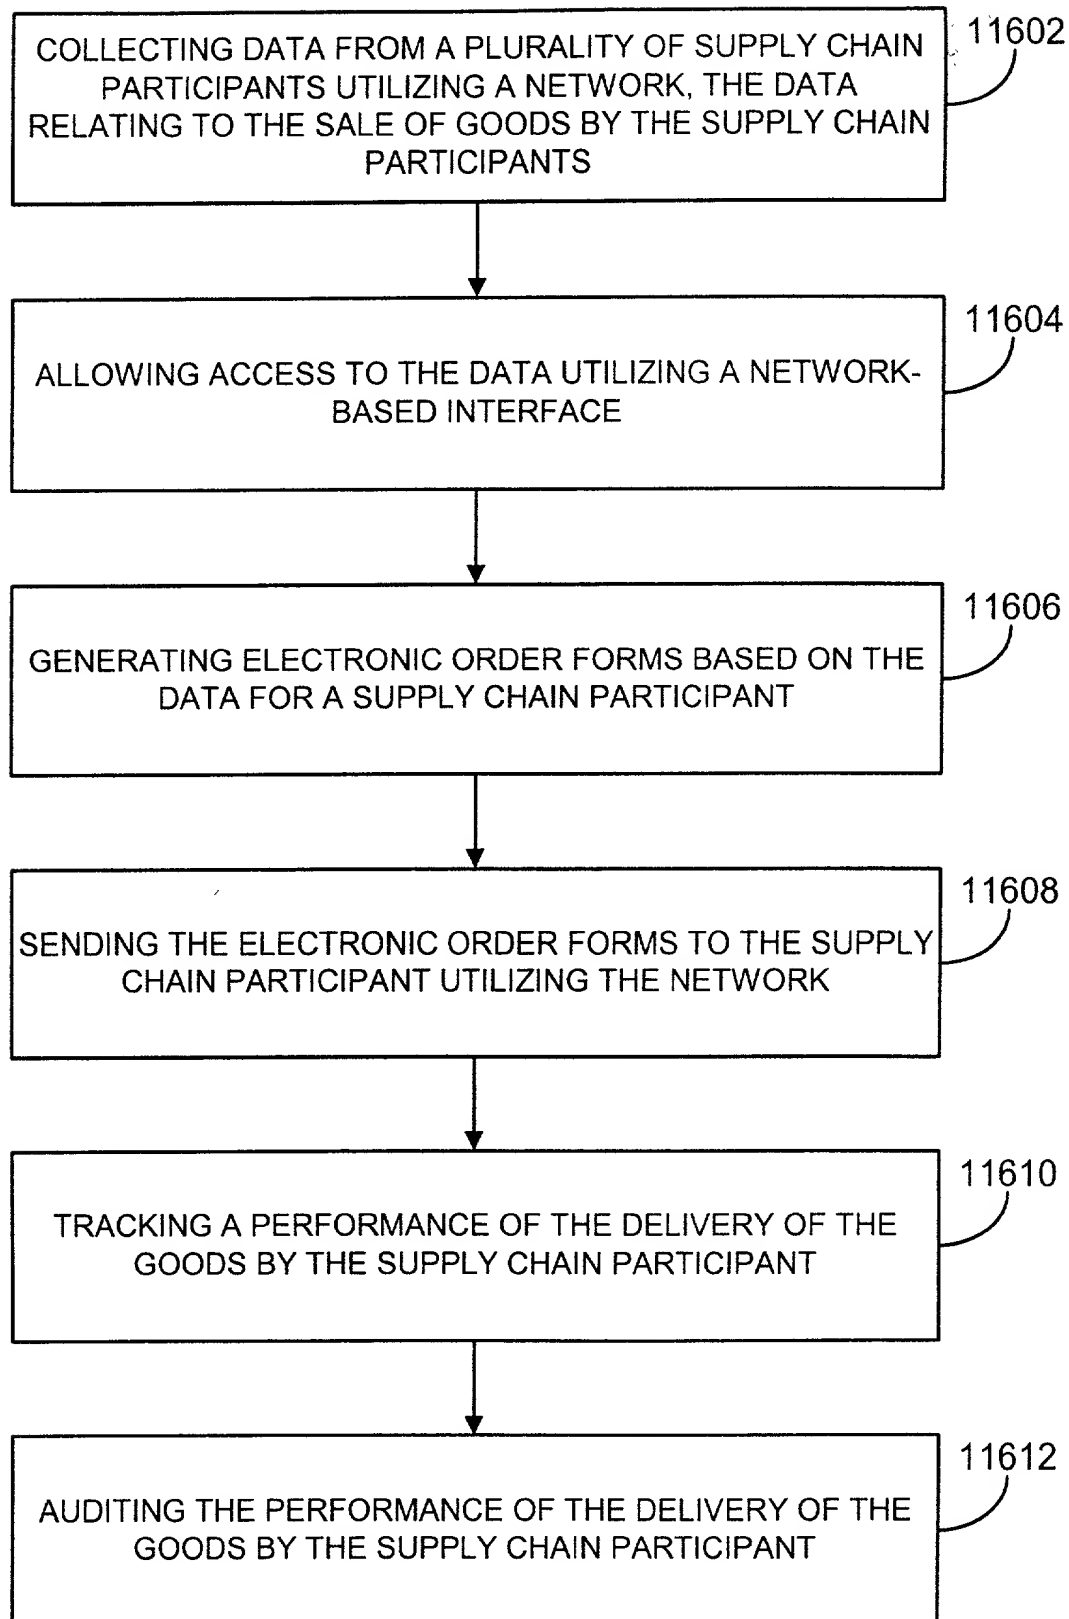 COLLECTING DATA FROM A PLURALITY OF SUPPLY CHAIN
PARTICIPANTS UTILIZING A NETWORK, THE DATA
RELATING TO THE SALE OF GOODS BY THE SUPPLY CHAIN
PARTICIPANTS
11602
ALLOWING ACCESS TO THE DATA UTILIZING A NETWORK-
BASED INTERFACE
11604
GENERATING ELECTRONIC ORDER FORMS BASED ON THE
DATA FOR A SUPPLY CHAIN PARTICIPANT
11606
SENDING THE ELECTRONIC ORDER FORMS TO THE SUPPLY
CHAIN PARTICIPANT UTILIZING THE NETWORK
11608
TRACKING A PERFORMANCE OF THE DELIVERY OF THE
GOODS BY THE SUPPLY CHAIN PARTICIPANT
11610
AUDITING THE PERFORMANCE OF THE DELIVERY OF THE
GOODS BY THE SUPPLY CHAIN PARTICIPANT
11612